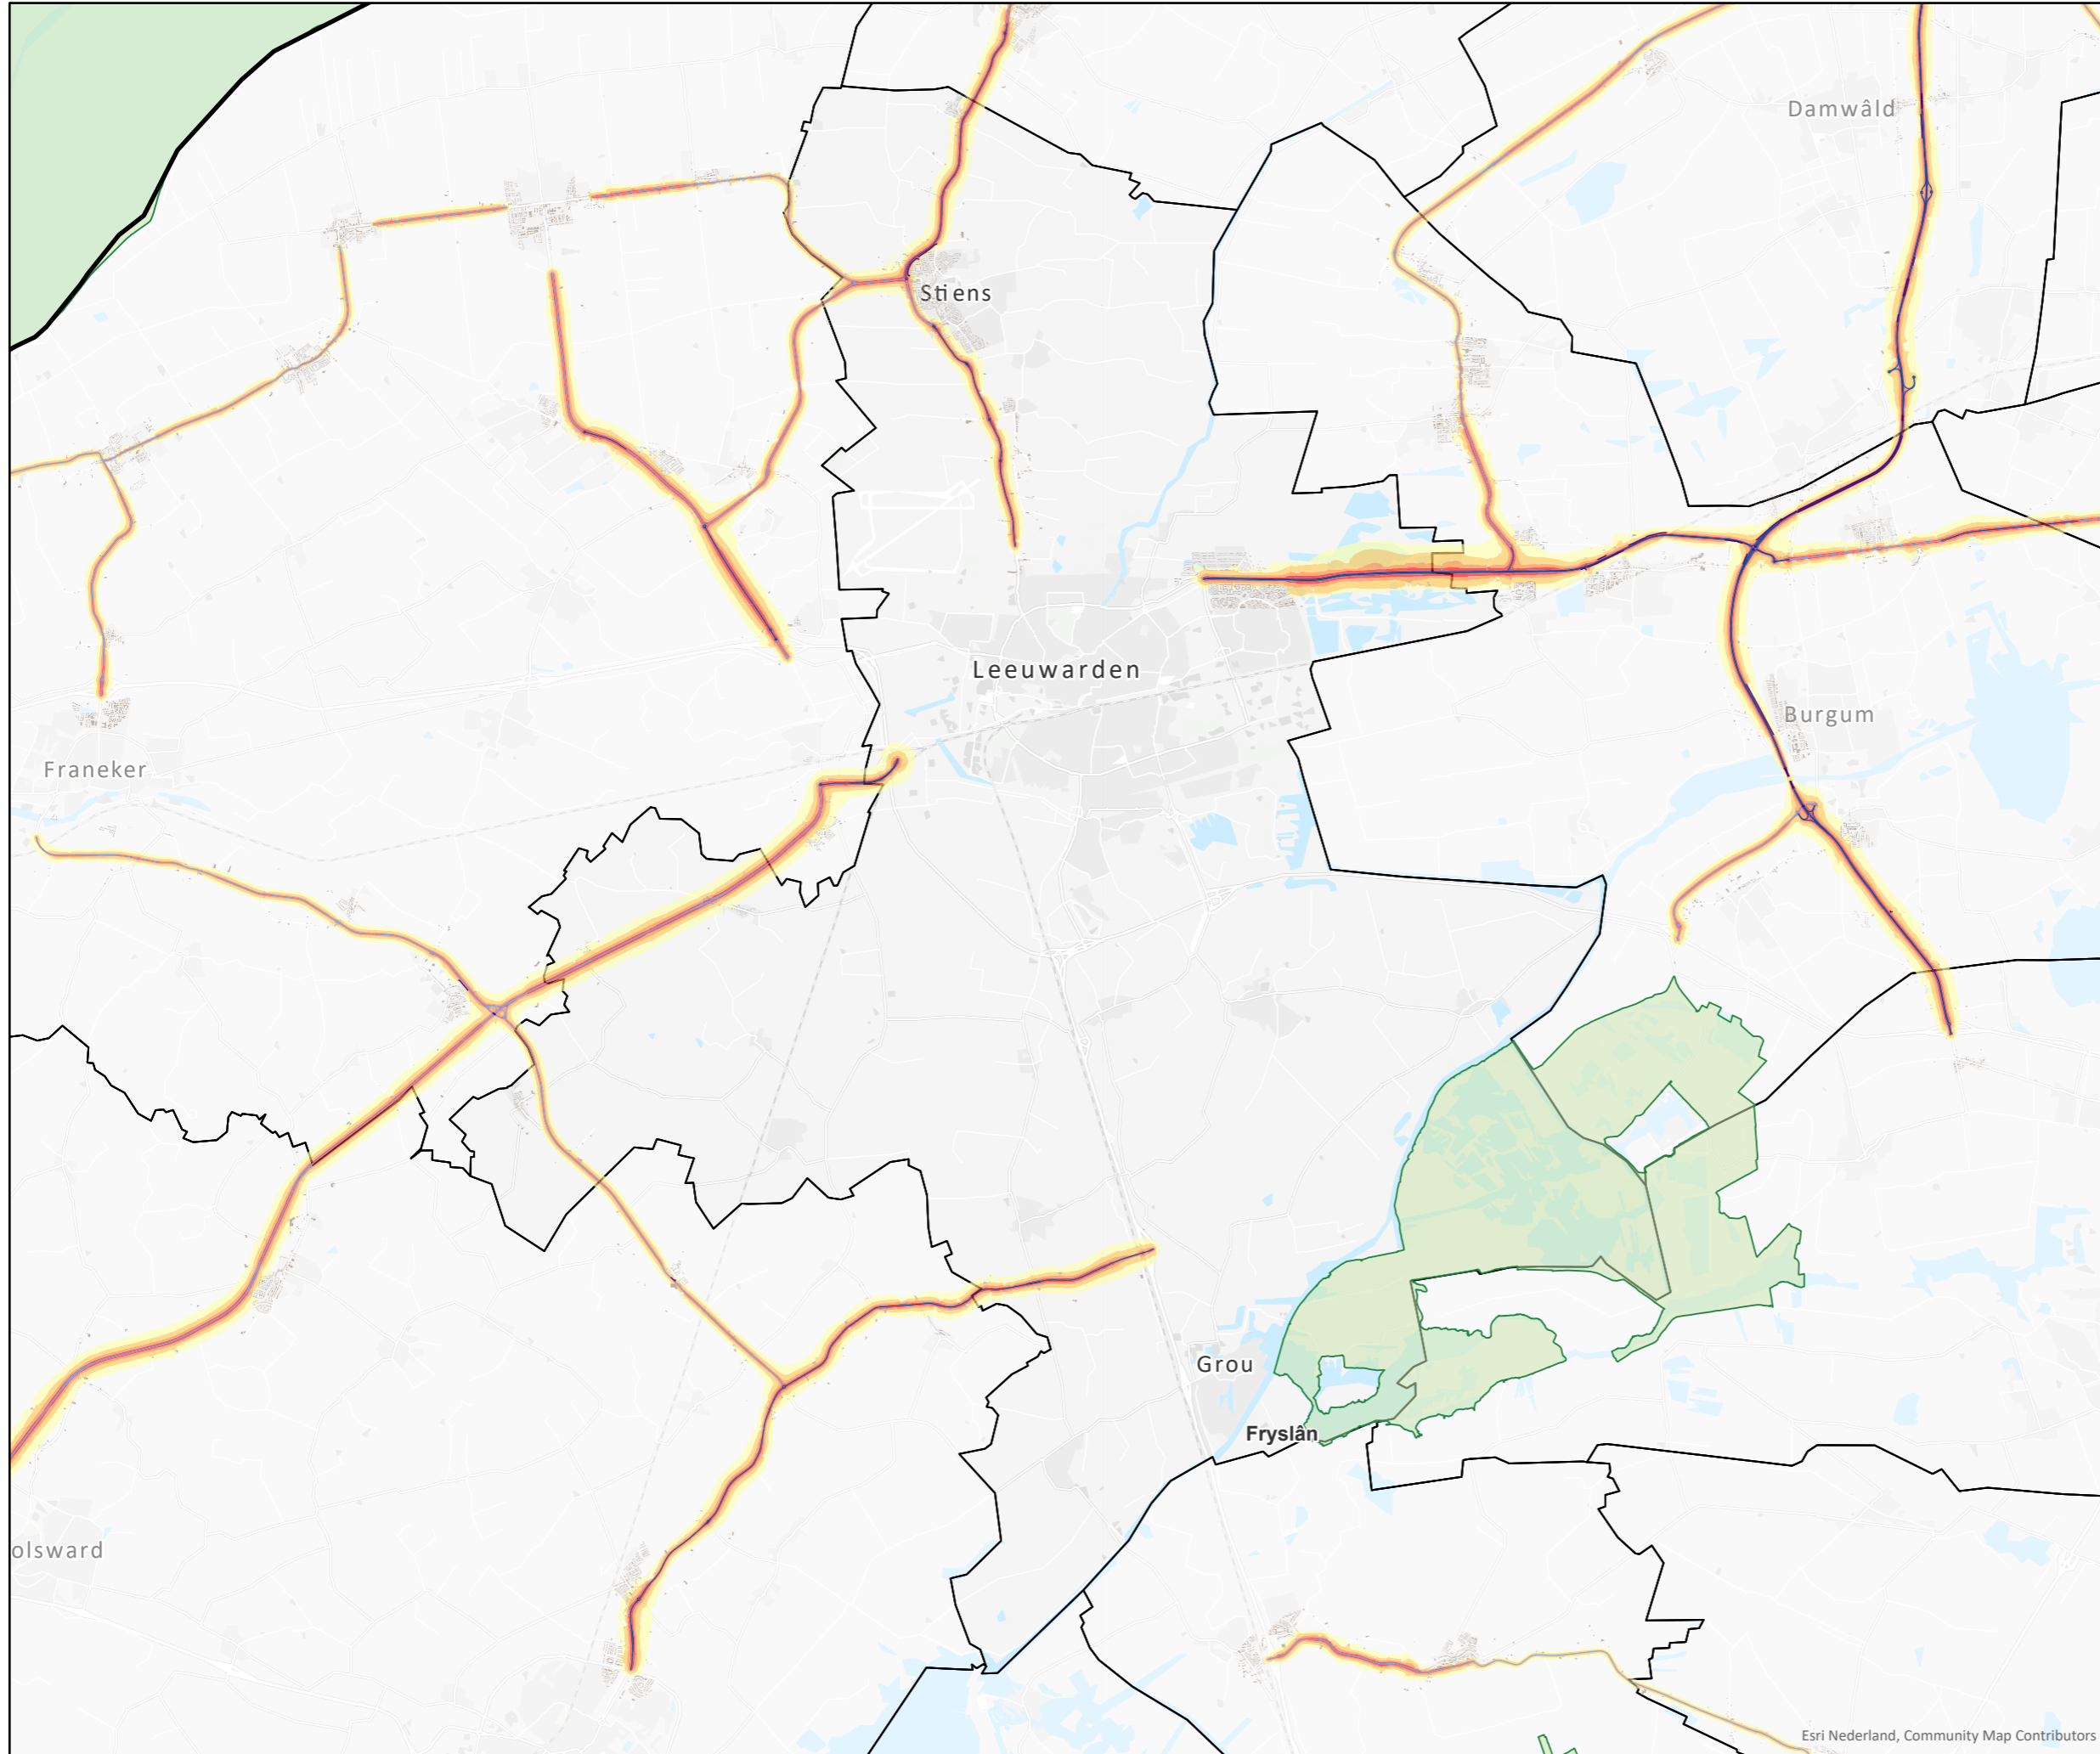 Damwâld
Stiens
Leeuwarden
Burgum
Franeker
Grou
Fryslân
olsward
Esri Nederland, Community Map Contributors